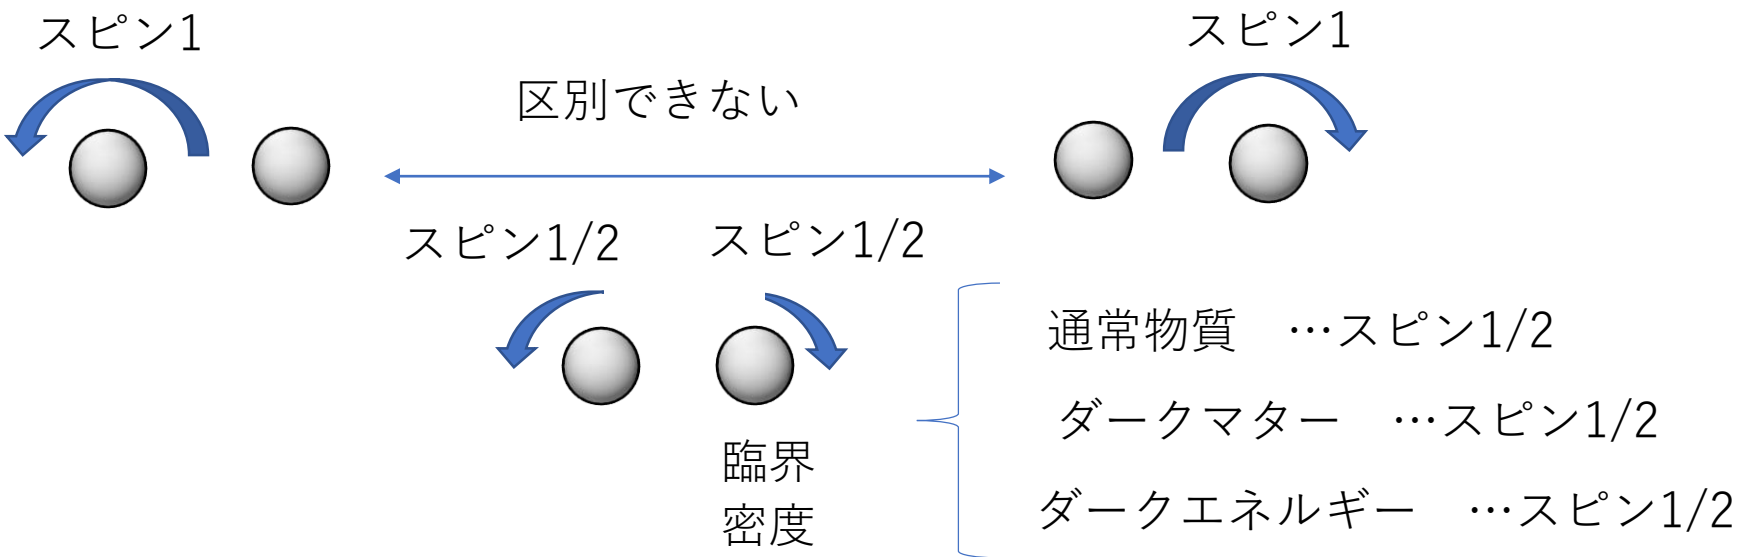 スピン1
スピン1
区別できない
スピン1/2
スピン1/2
通常物質 …スピン1/2
ダークマター …スピン1/2
臨界
密度
ダークエネルギー …スピン1/2